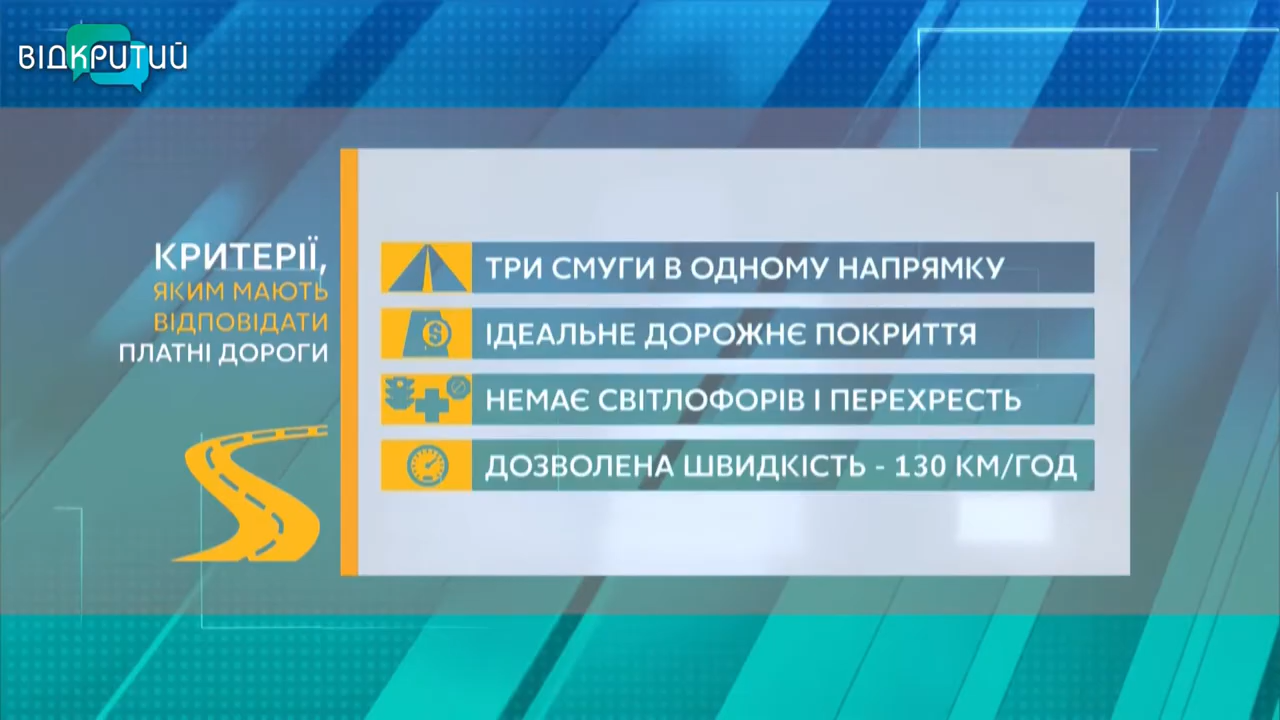 ВІДКРИТИЙ
КРИТЕРІЇ,
ЯКИМ МАЮТЬ
ВІДПОВІДАТИ
ПЛАТНІ ДОРОГИ
ТРИ СМУГИ В ОДНОМУ НАПРЯМКУ
ІДЕАЛЬНЕ ДОРОЖНЄ ПОКРИТТЯ
НЕМАЄ СВІТЛОФОРІВ І ПЕРЕХРЕСТЬ
ДОЗВОЛЕНА ШВИДКІСТЬ - 130 КМ/ГОД